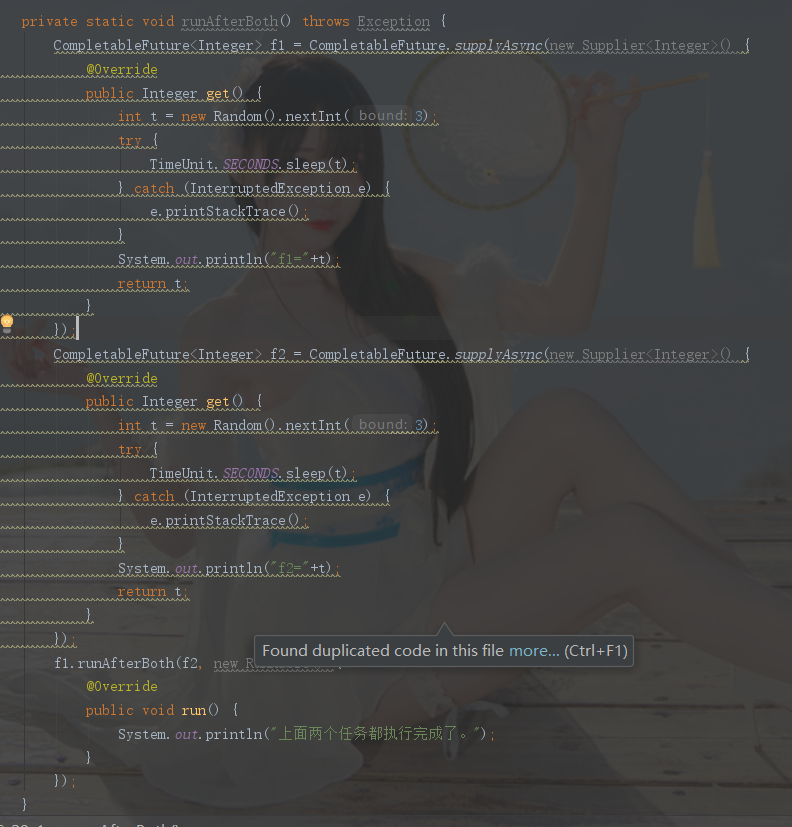 private static void runAfterBoth() throws Exception {
CompletableFuture<Integer> f1 = CompletableFuture.supplyAsync(new Supplier<Integer>() {
@Override
public Integer get() {
int t = new Random().nextInt( bound: 3);
try {
TimeUnit.SECONDS.sleep(t);
} catch (InterruptedException e) {
e.printStackTrace();
}
System.out.println("f1="+t);
return t;
}
});
CompletableFuture<Integer> f2 = CompletableFuture.supplyAsync(new Supplier<Integer>() {
@Override
public Integer get() {
int t = new Random().nextInt( bound: 3);
try {
TimeUnit.SECONDS.sleep(t);
} catch (InterruptedException e) {
e.printStackTrace();
}
System.out.println("f2="+t);
return t;
}
});
Found duplicated code in this file more... (Ctrl+F1)
f1.runAfterBoth(f2, new
@Override
public void run() {
System.out.println("上面两个任务都执行完成了。");
}
});
}